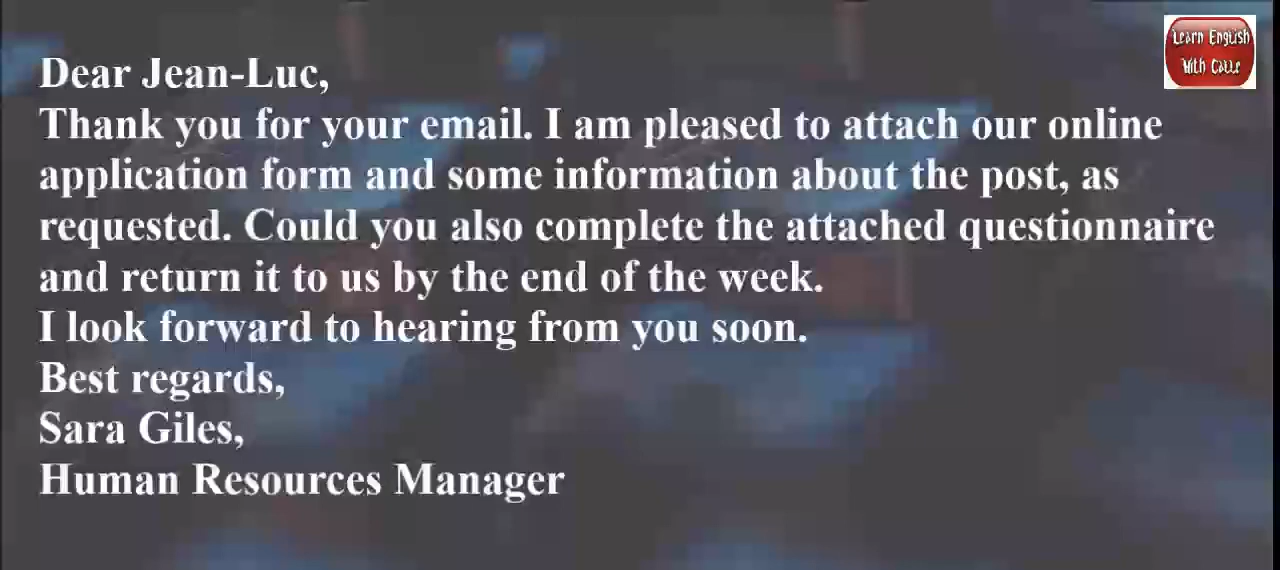 Learn English
With Calls
Dear Jean-Luc,
Thank you for your email. I am pleased to attach our online
application form and some information about the post, as
requested. Could you also complete the attached questionnaire
and return it to us by the end of the week.
I look forward to hearing from you soon.
Best regards,
Sara Giles,
Human Resources Manager